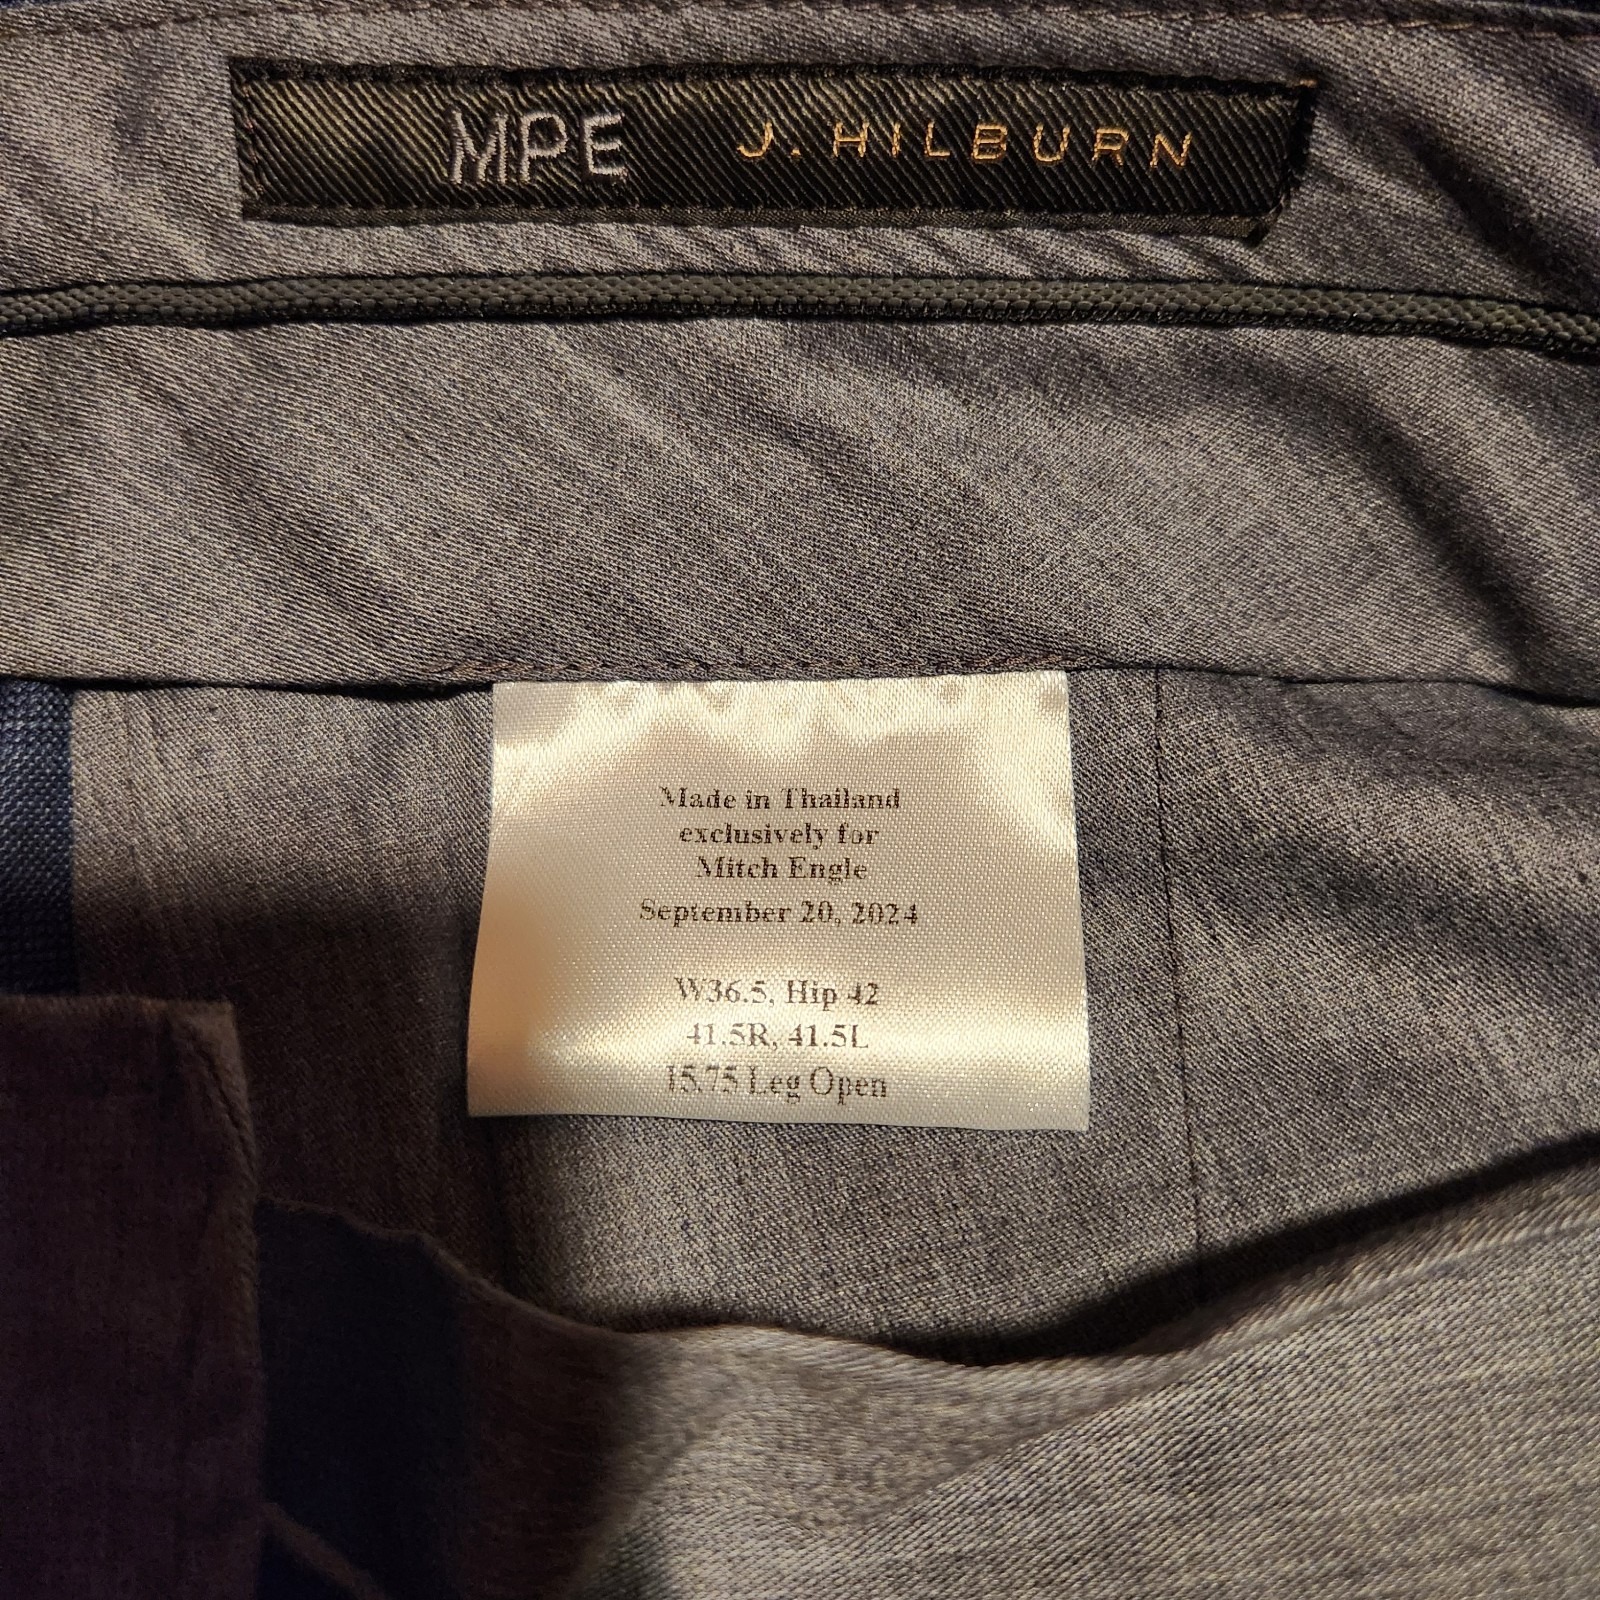 MPE J. HILBURN
Made in Thailand
exclusively for
Mitch Engle
September 20, 2024
W36.5, Hip 42
41.5R, 41.5L
15.75 Leg Open